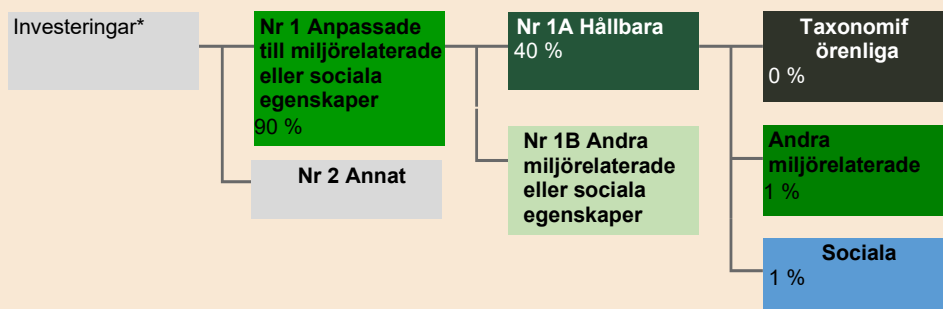 Investeringar*
Nr 1 Anpassade
till miljörelaterade
eller sociala
egenskaper
90 %
Nr 2 Annat
Nr 1A Hållbara
40 %
Nr 1B Andra
miljörelaterade
eller sociala
egenskaper
Taxonomif
örenliga
0 %
Andra
miljörelaterade
1 %
Sociala
1 %